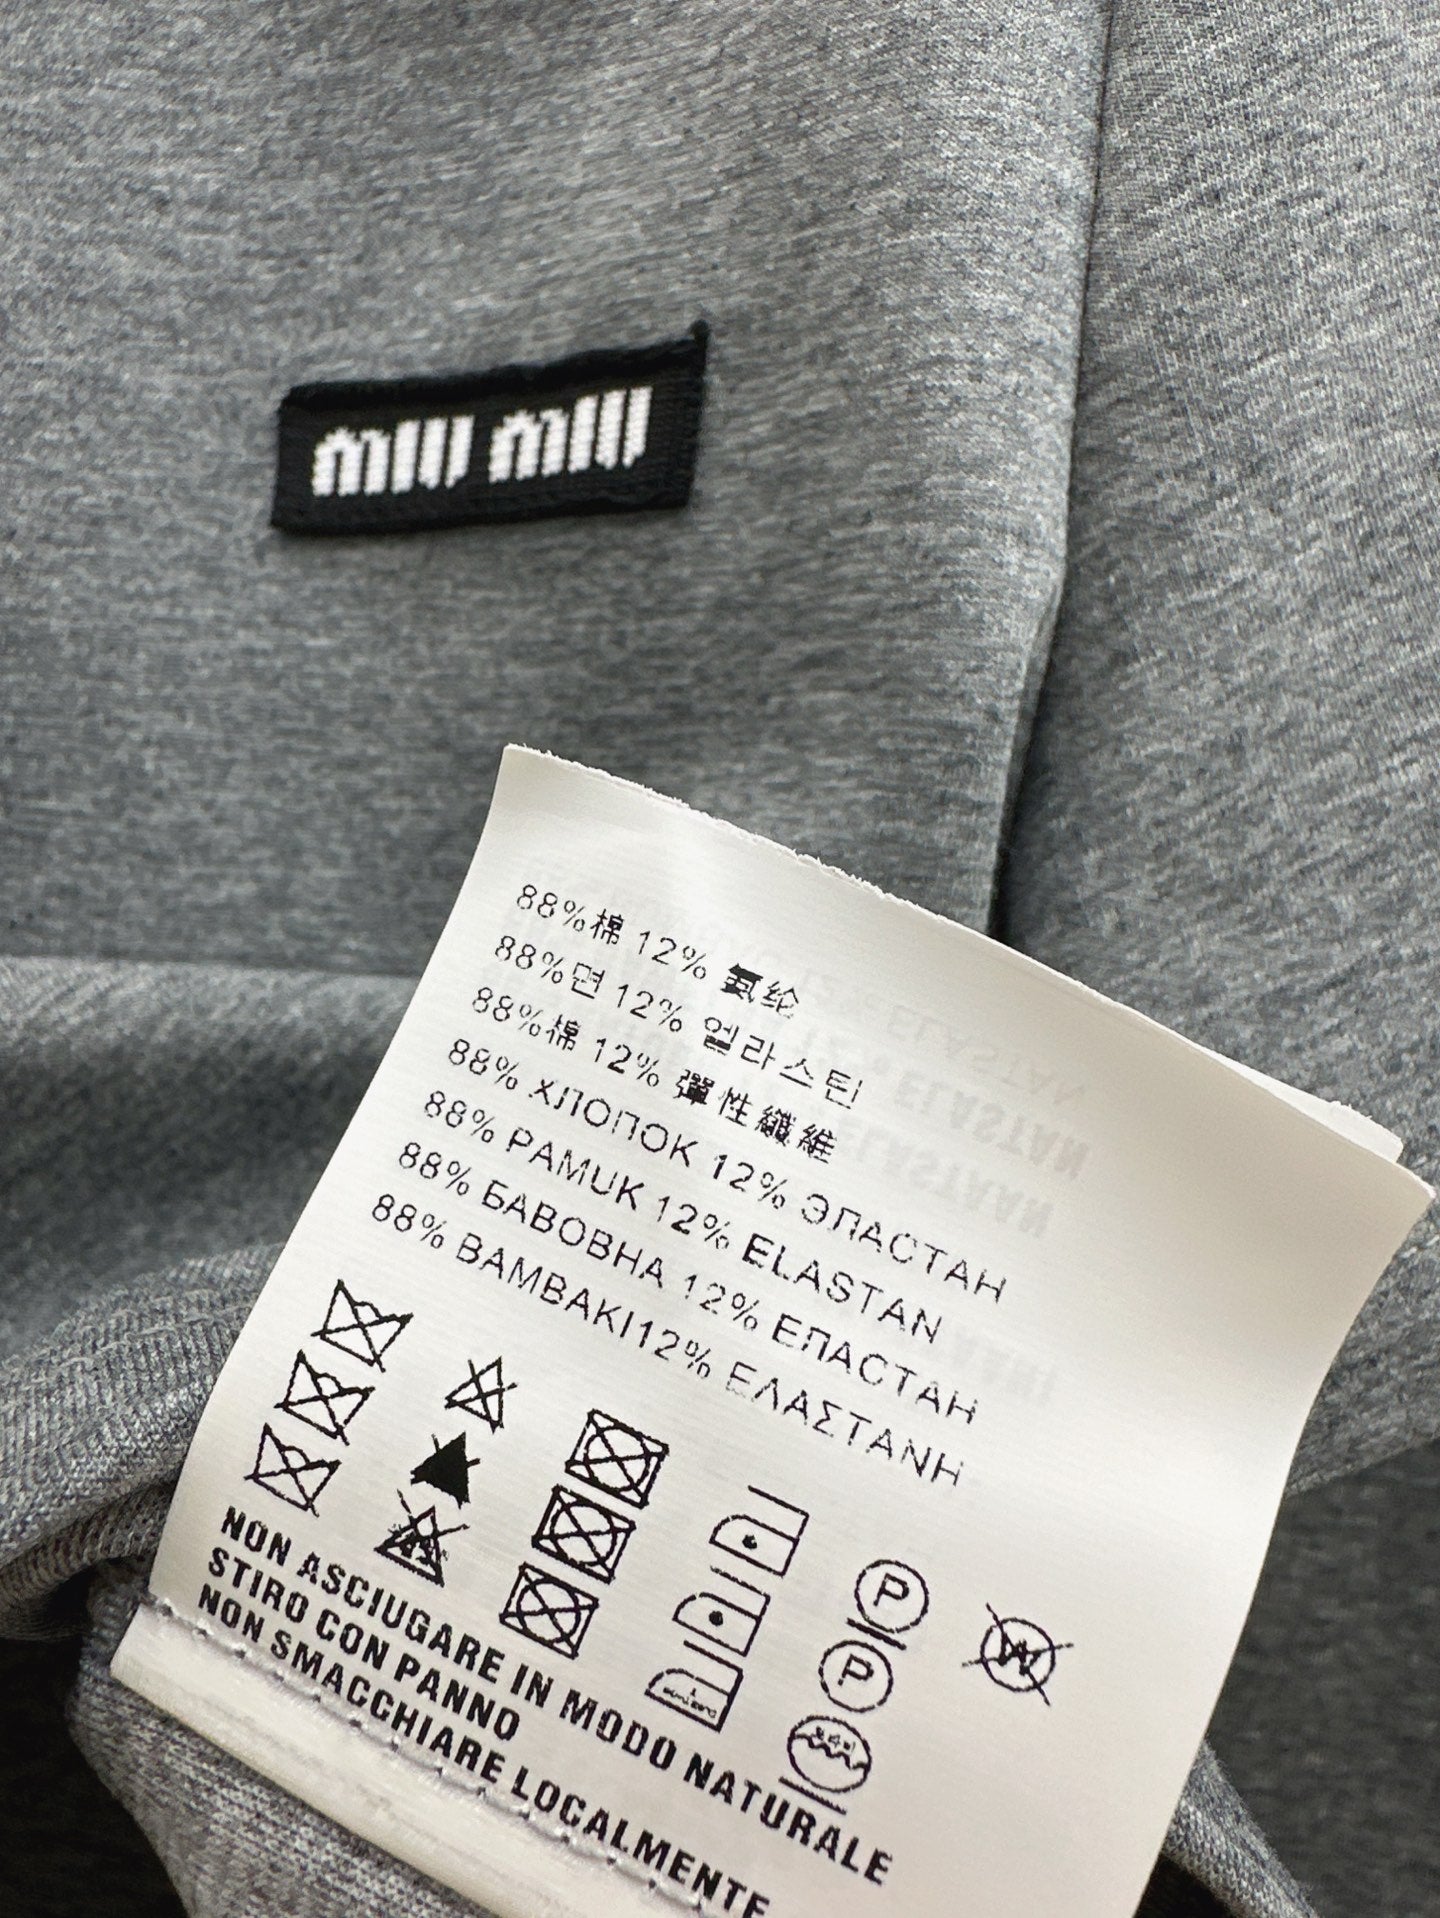 miu miu
88%棉 12% 氨纶
88%면 12% 엘라스틴
88%棉 12% 彈性纖維
88% ХЛОПОК 12% ЭЛАСТАН
88% PAMUK 12% ELASTAN
88% БАВОВНА 12% ЕЛАСТАН
88% BAMBAKI12% ΕΛΑΣΤΑΝΗ
P
P
W
NON ASCIUGARE IN MODO NATURALE
STIRO CON PANNO
NON SMACCHIARE LOCALMENTE